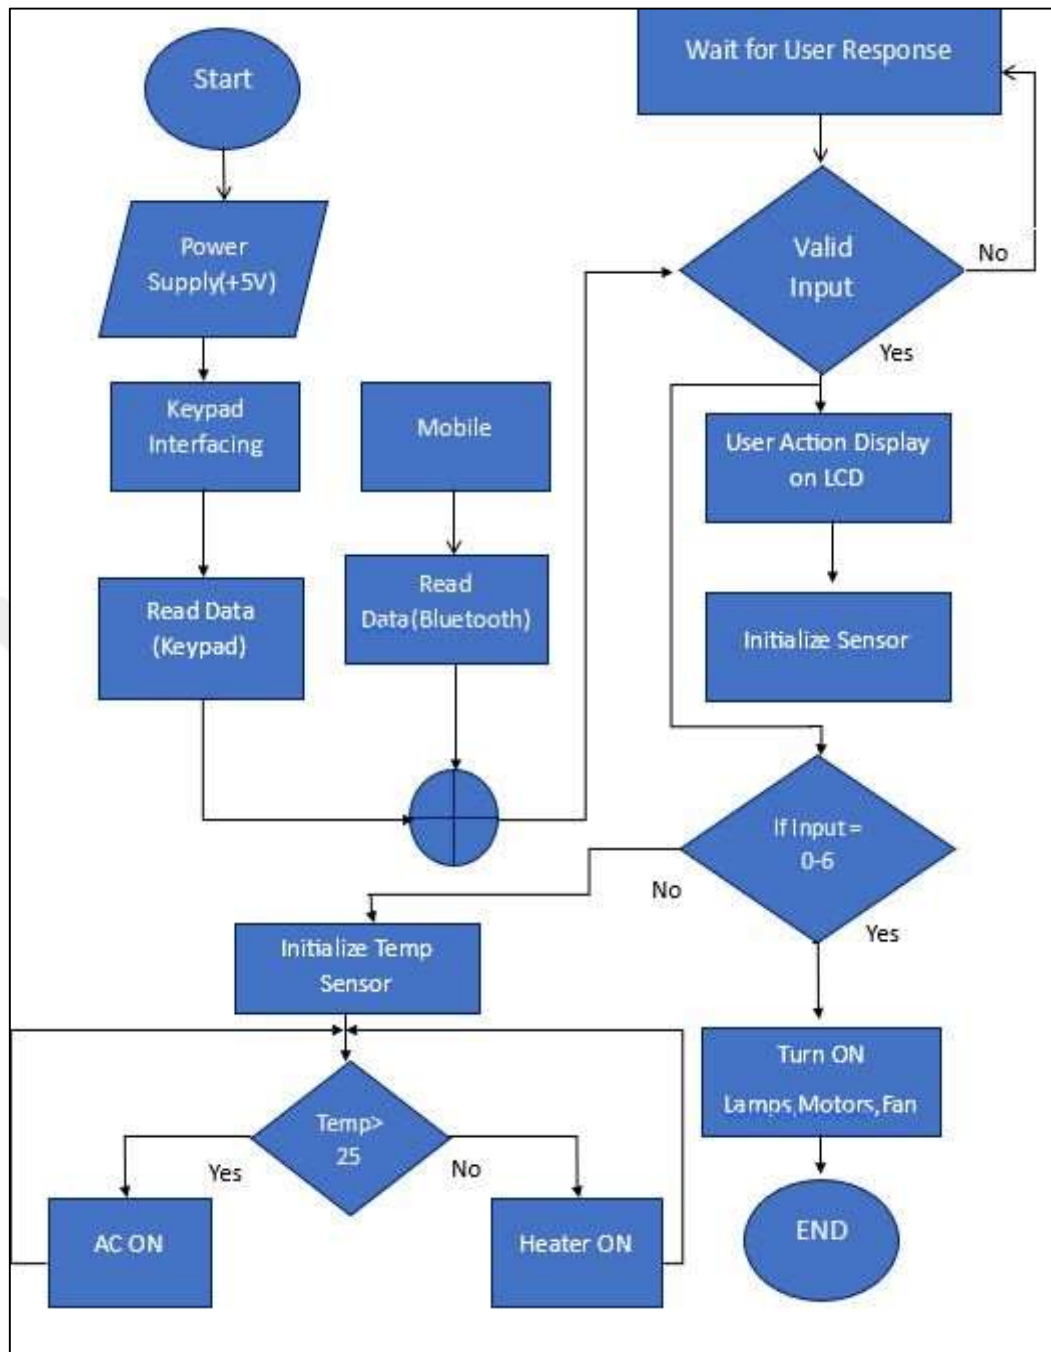 Start
Power
Supply(+5V)
Keypad
Interfacing
Read Data
(Keypad)
Mobile
Read
Data(Bluetooth)
Wait for User Response
Valid
Input
No
Yes
User Action Display
on LCD
Initialize Sensor
If Input =
0-6
No
Yes
Initialize Temp
Sensor
Temp>
25
Yes
No
AC ON
Heater ON
Turn ON
Lamps,Motors,Fan
END